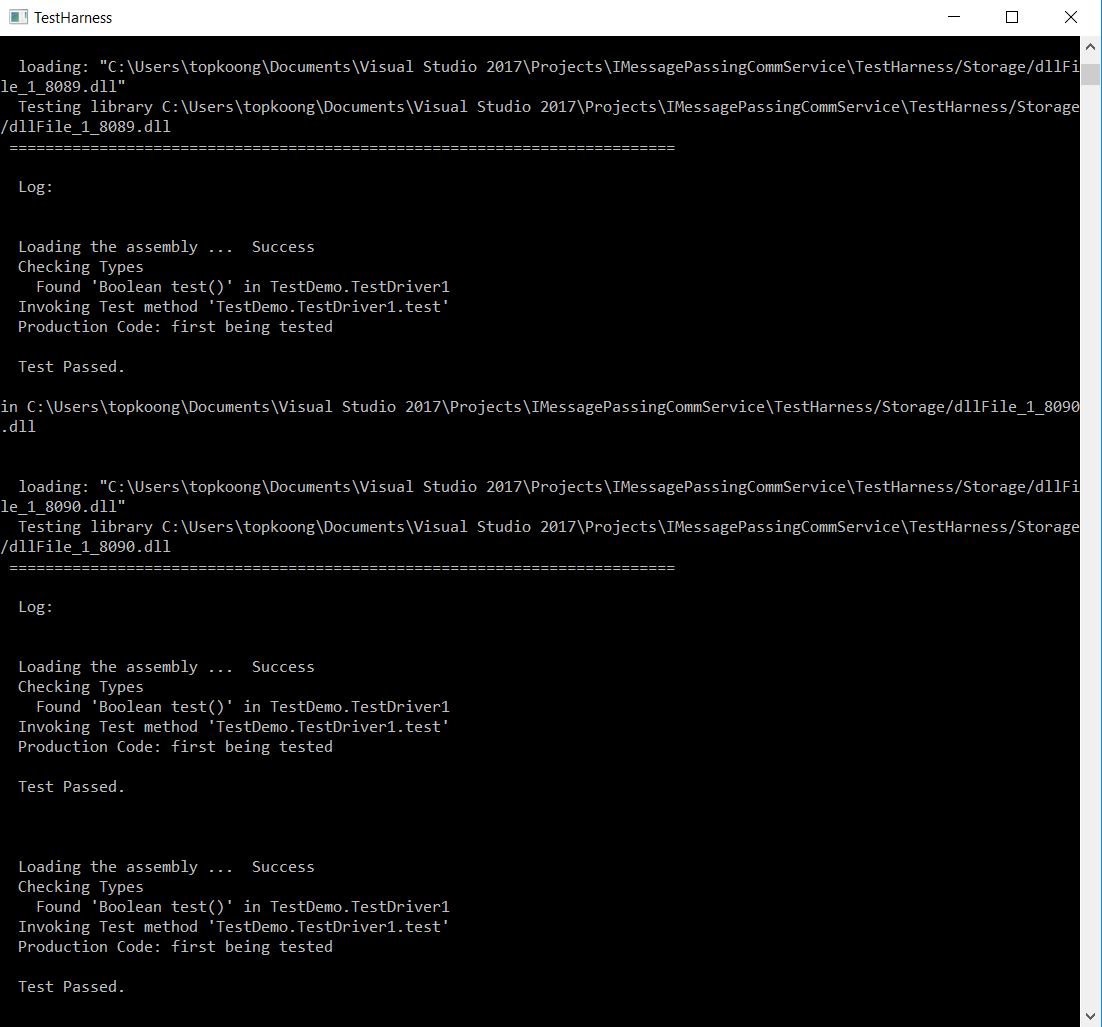 TestHarness
loading: "C:\Users\topkoong\Documents\Visual Studio 2017\Projects\IMessagePassingCommService\TestHarness/Storage/dllFi
le_1_8089.dll"
Testing library C:\Users\topkoong\Documents\Visual Studio 2017\Projects\IMessagePassingCommService\TestHarness/Storage
/dllFile_1_8089.dll
==========================================================================
Log:
Loading the assembly ...  Success
Checking Types
Found 'Boolean test()' in TestDemo.TestDriver1
Invoking Test method 'TestDemo.TestDriver1.test'
Production Code: first being tested
Test Passed.
in C:\Users\topkoong\Documents\Visual Studio 2017\Projects\IMessagePassingCommService\TestHarness/Storage/dllFile_1_8090
.dll
loading: "C:\Users\topkoong\Documents\Visual Studio 2017\Projects\IMessagePassingCommService\TestHarness/Storage/dllFi
le_1_8090.dll"
Testing library C:\Users\topkoong\Documents\Visual Studio 2017\Projects\IMessagePassingCommService\TestHarness/Storage
/dllFile_1_8090.dll
==========================================================================
Log:
Loading the assembly ...  Success
Checking Types
Found 'Boolean test()' in TestDemo.TestDriver1
Invoking Test method 'TestDemo.TestDriver1.test'
Production Code: first being tested
Test Passed.
Loading the assembly ...  Success
Checking Types
Found 'Boolean test()' in TestDemo.TestDriver1
Invoking Test method 'TestDemo.TestDriver1.test'
Production Code: first being tested
Test Passed.